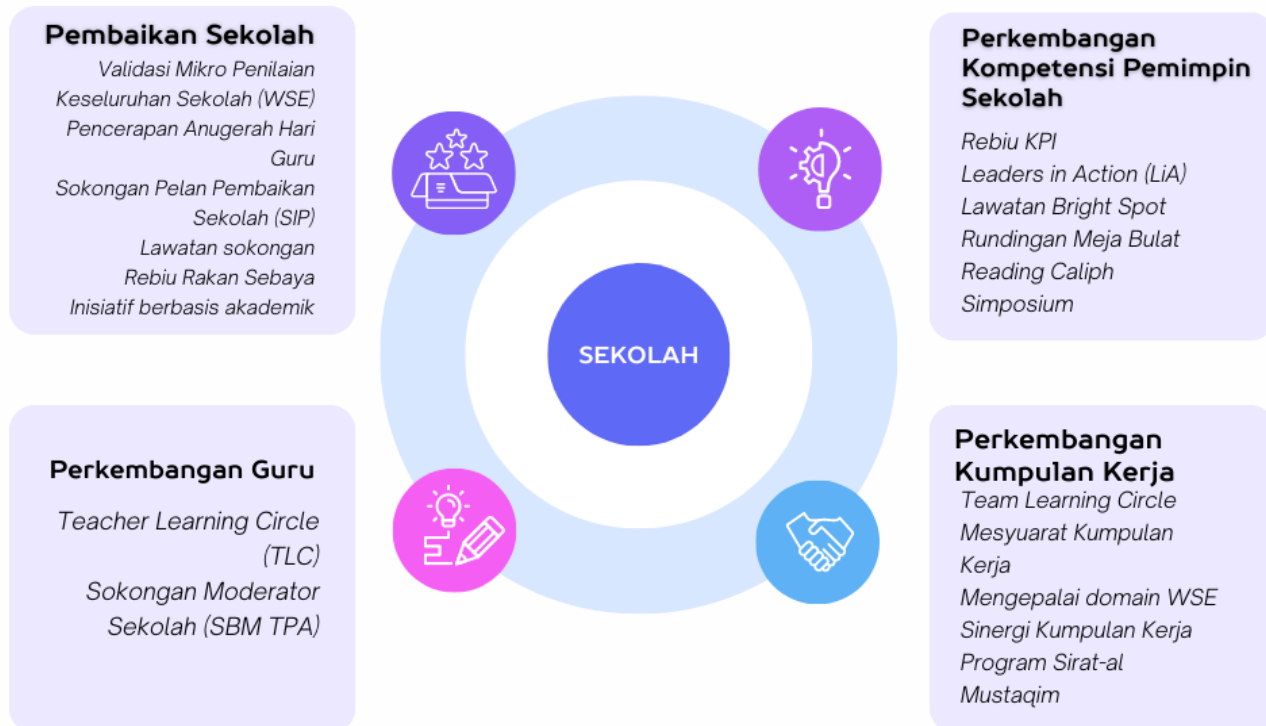 Pembaikan Sekolah
Validasi Mikro Penilaian
Keseluruhan Sekolah (WSE)
Pencerapan Anugerah Hari
Guru
Sokongan Pelan Pembaikan
Sekolah (SIP)
Lawatan sokongan
Rebiu Rakan Sebaya
Inisiatif berbasis akademik
Perkembangan
Kompetensi Pemimpin
Sekolah
Rebiu KPI
Leaders in Action (LiA)
Lawatan Bright Spot
Rundingan Meja Bulat
Reading Caliph
Simposium
SEKOLAH
Perkembangan Guru
Teacher Learning Circle
(TLC)
Sokongan Moderator
Sekolah (SBM TPA)
Perkembangan
Kumpulan Kerja
Team Learning Circle
Mesyuarat Kumpulan
Kerja
Mengepalai domain WSE
Sinergi Kumpulan Kerja
Program Sirat-al
Mustaqim